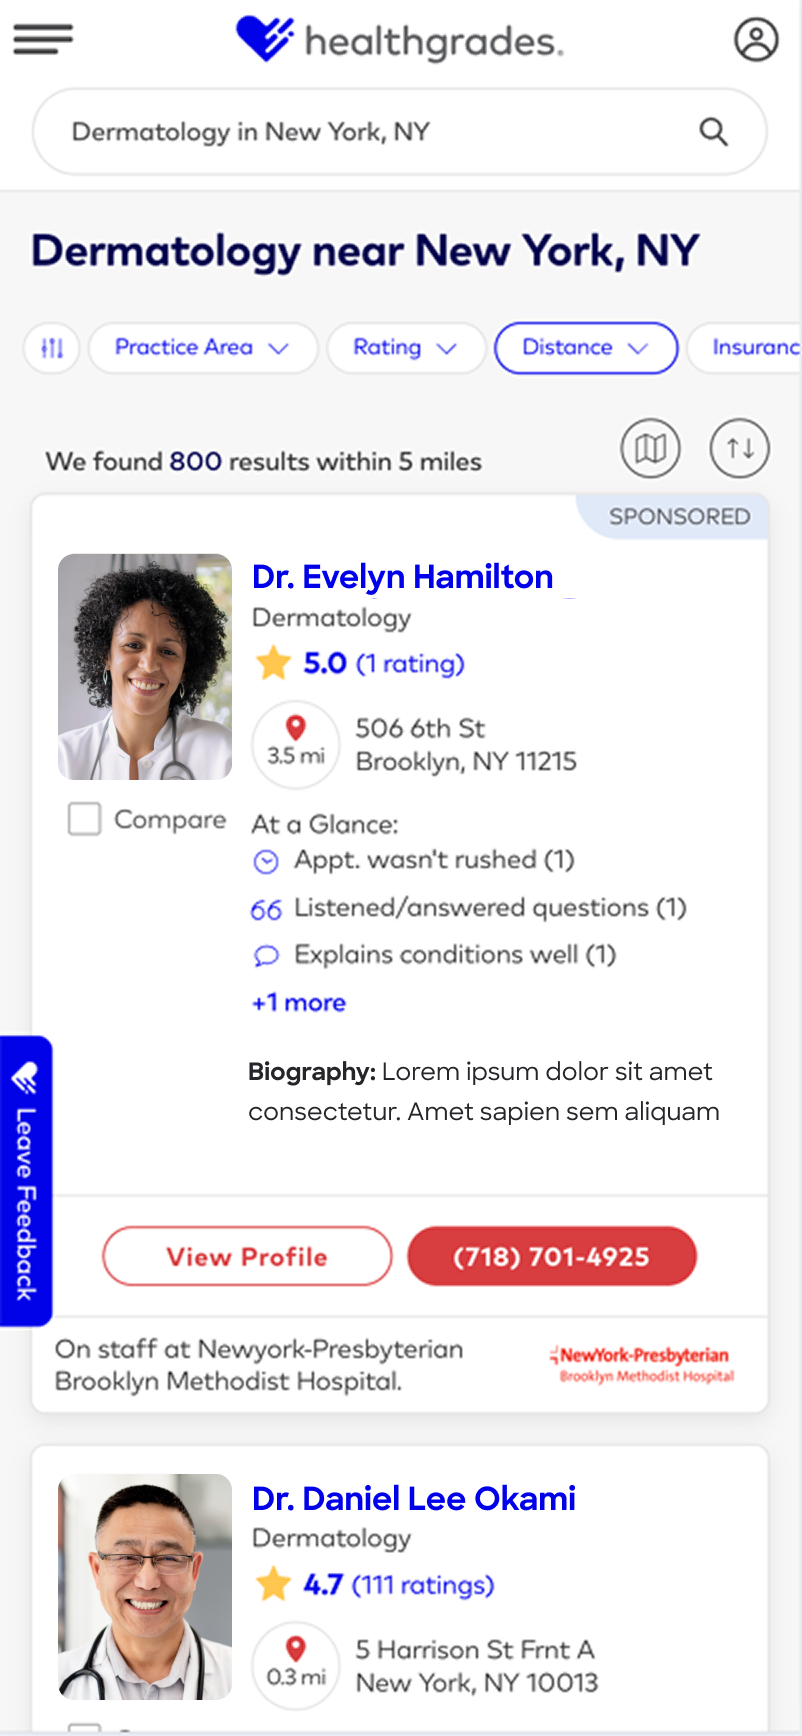 healthgrades.
Dermatology in New York, NY
Dermatology near New York, NY
Practice Area
Rating
Distance
Insuranc
We found 800 results within 5 miles
SPONSORED
Dr. Evelyn Hamilton
Dermatology
5.0 (1 rating)
3.5 mi
506 6th St
Brooklyn, NY 11215
Compare
At a Glance:
Appt. wasn't rushed (1)
Listened/answered questions (1)
Explains conditions well (1)
+1 more
Biography: Lorem ipsum dolor sit amet
consectetur. Amet sapien sem aliquam
Leave Feedback
View Profile
(718) 701-4925
On staff at Newyork-Presbyterian
Brooklyn Methodist Hospital.
NewYork-Presbyterian
Brooklyn Methodist Hospital
Dr. Daniel Lee Okami
Dermatology
4.7 (111 ratings)
0.3 mi
5 Harrison St Frnt A
New York, NY 10013